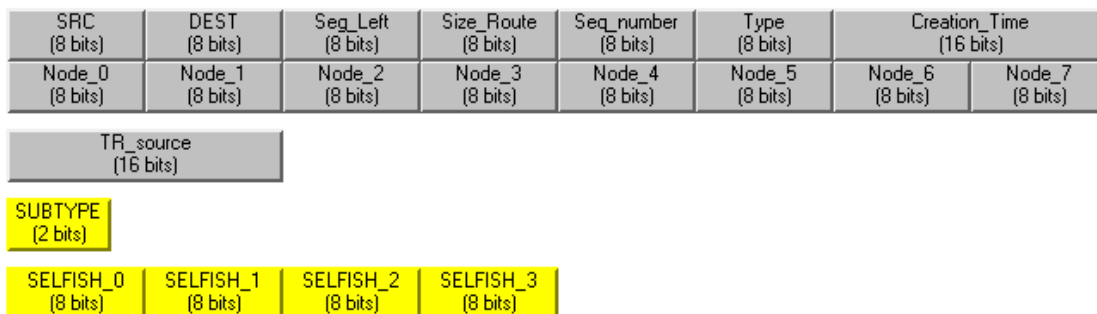 SRC DEST Seg_Left Size_Route Seq_number Type Creation_Time
(8 bits) (8 bits) (8 bits) (8 bits) (8 bits) (8 bits) (16 bits)
Node_0 Node_1 Node_2 Node_3 Node_4 Node_5 Node_6 Node_7
(8 bits) (8 bits) (8 bits) (8 bits) (8 bits) (8 bits) (8 bits) (8 bits)
TR_source
(16 bits)
SUBTYPE
(2 bits)
SELFISH_0 SELFISH_1 SELFISH_2 SELFISH_3
(8 bits) (8 bits) (8 bits) (8 bits)